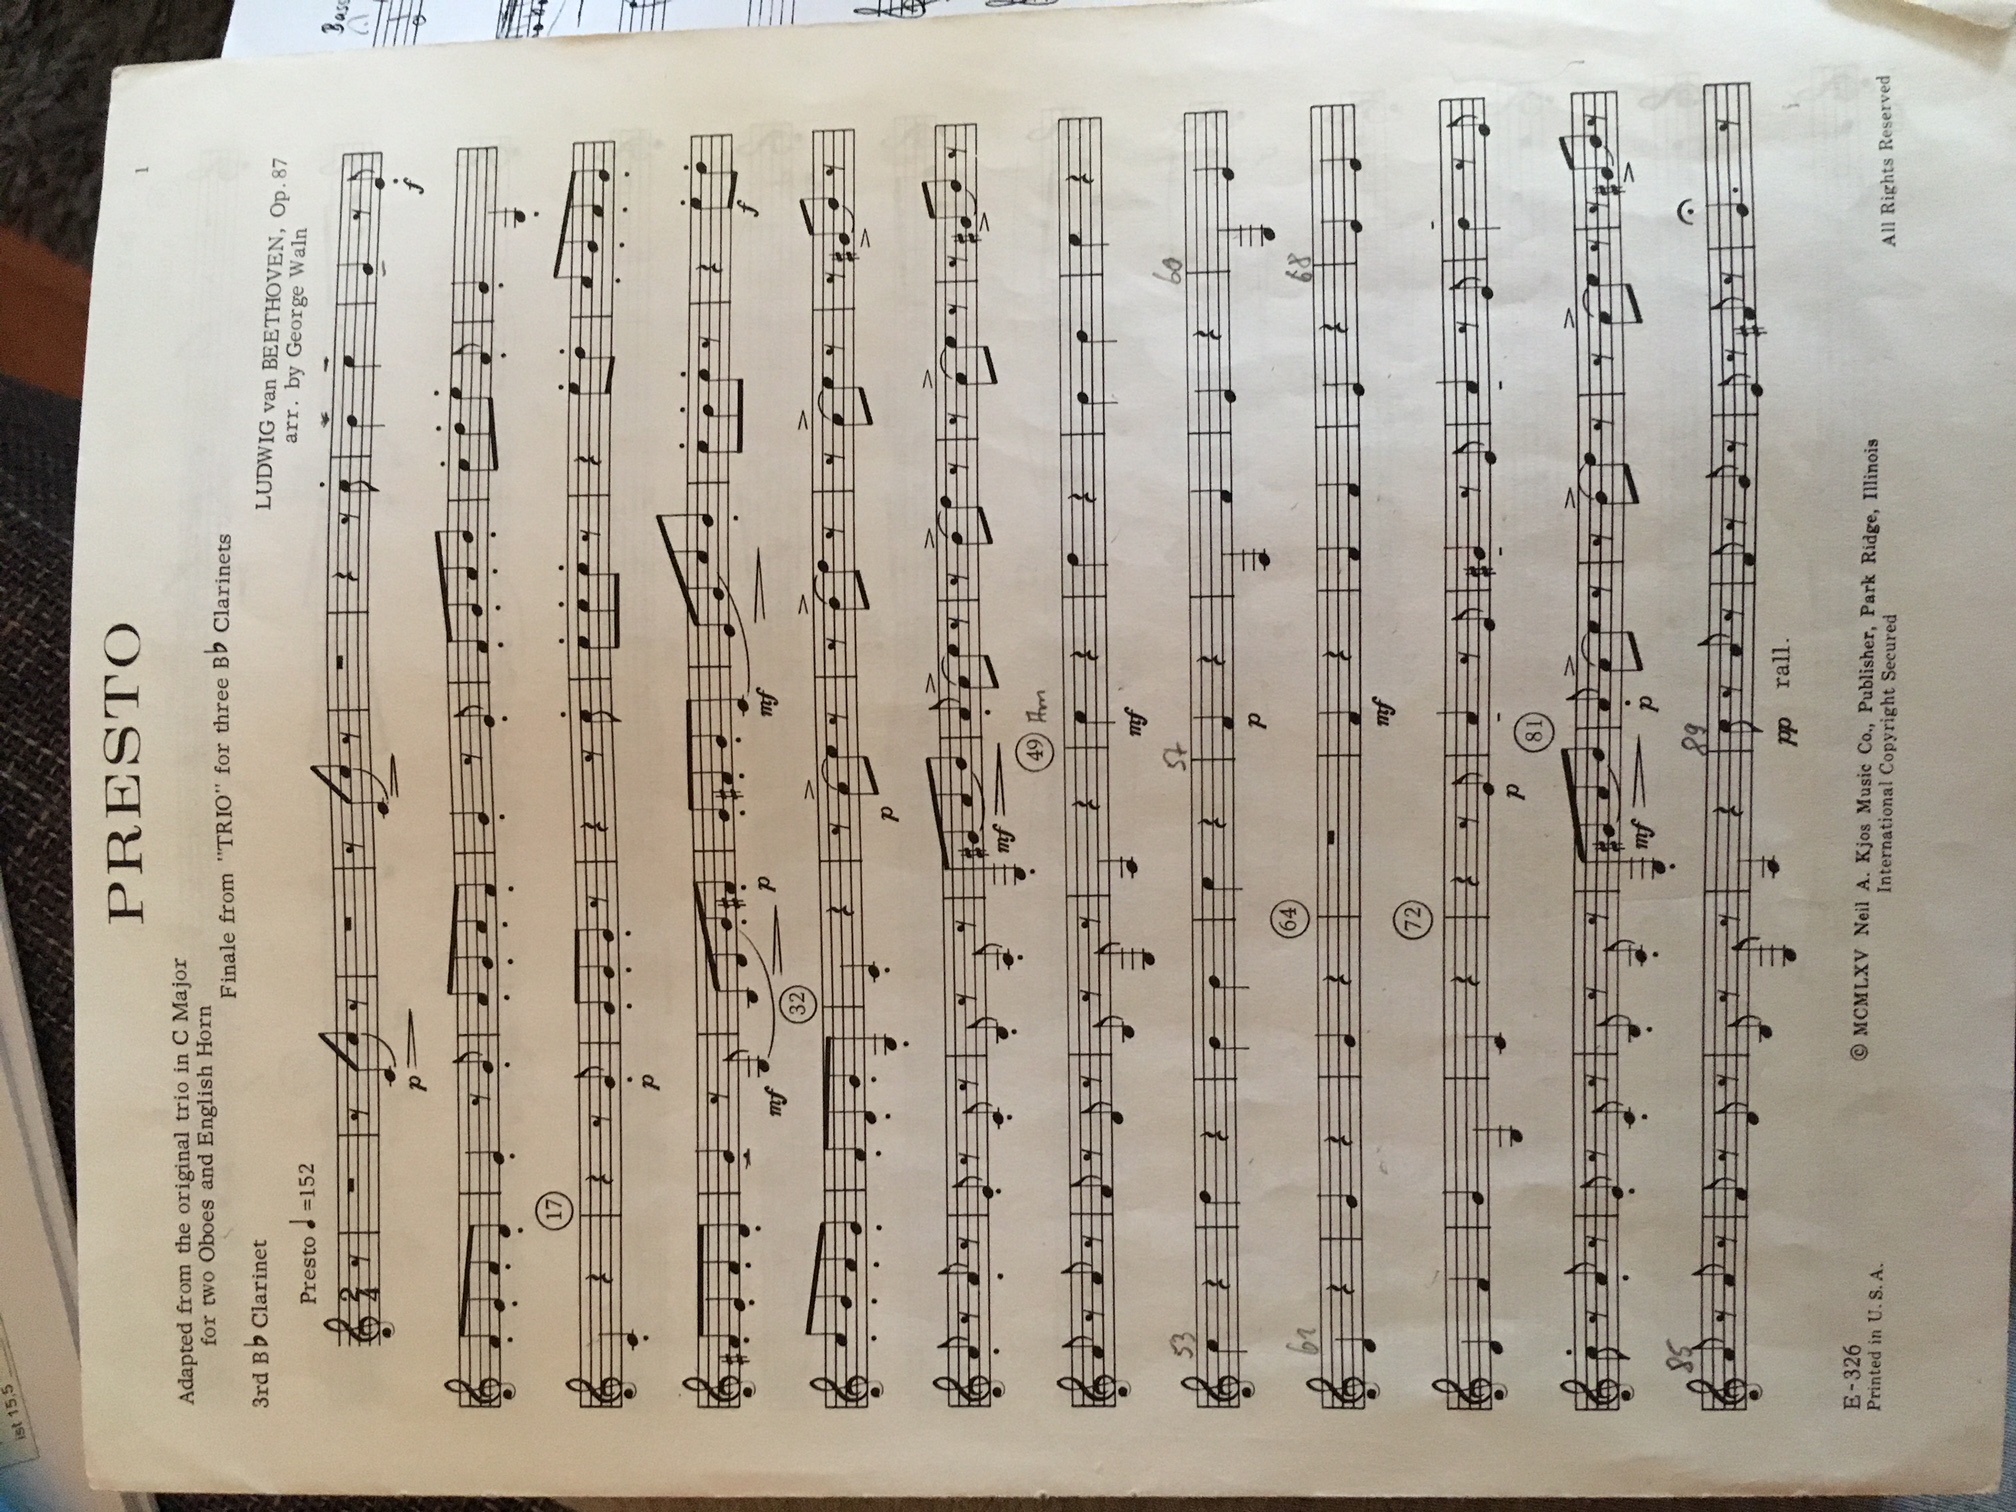 ist 15,5
PRESTO
1
Adapted from the original trio in C Major
for two Oboes and English Horn
Finale from "TRIO" for three B♭ Clarinets
3rd B♭ Clarinet
LUDWIG van BEETHOVEN, Op. 87
arr. by George Waln
Presto ♩=152
Bass
2
4
p
f
17
p
mf
p
mf
f
32
p
mf
49 Am
mf
53
57
60
p
61
64
68
mf
72
p
81
mf
p
85
89
pp rall.
E-326
Printed in U. S. A.
© MCMLXV Neil A. Kjos Music Co., Publisher, Park Ridge, Illinois
International Copyright Secured
All Rights Reserved